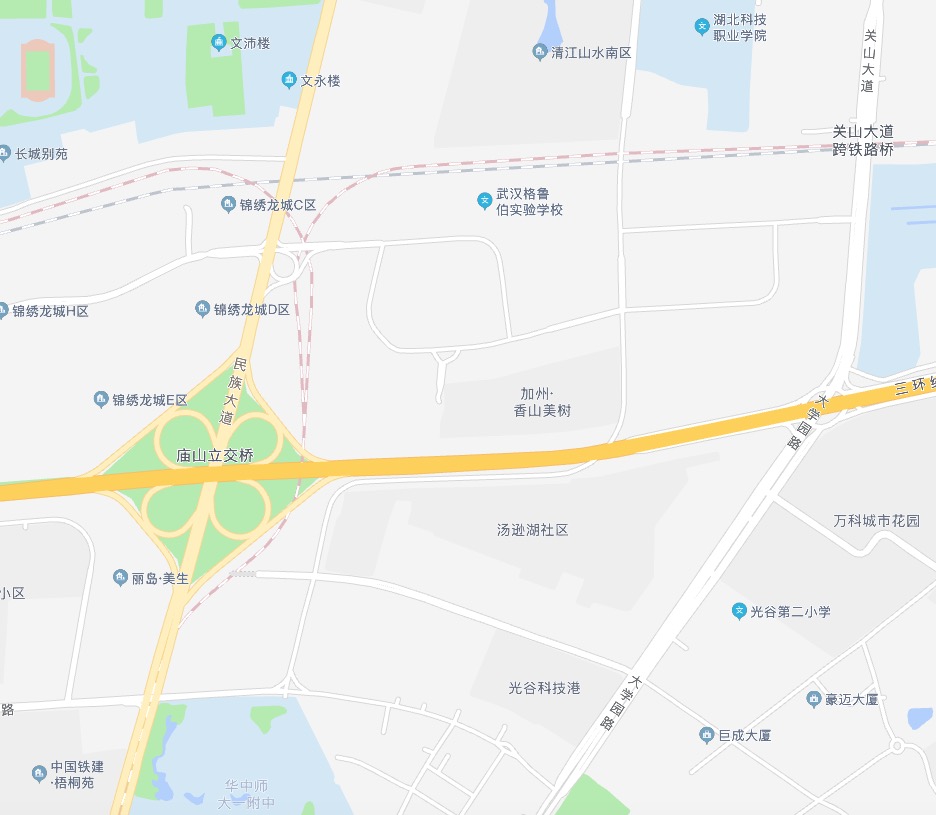 湖北科技
职业学院
文沛楼
清江山水南区
关山大道
文永楼
关山大道
跨铁路桥
长城别苑
武汉格鲁
伯实验学校
锦绣龙城C区
锦绣龙城H区
锦绣龙城D区
民族大道
三环线
锦绣龙城E区
加州·
香山美树
大学园路
庙山立交桥
汤逊湖社区
万科城市花园
丽岛·美生
小区
光谷第二小学
光谷科技港
大学园路
豪迈大厦
路
巨成大厦
中国铁建
·梧桐苑
华中师
大一附中